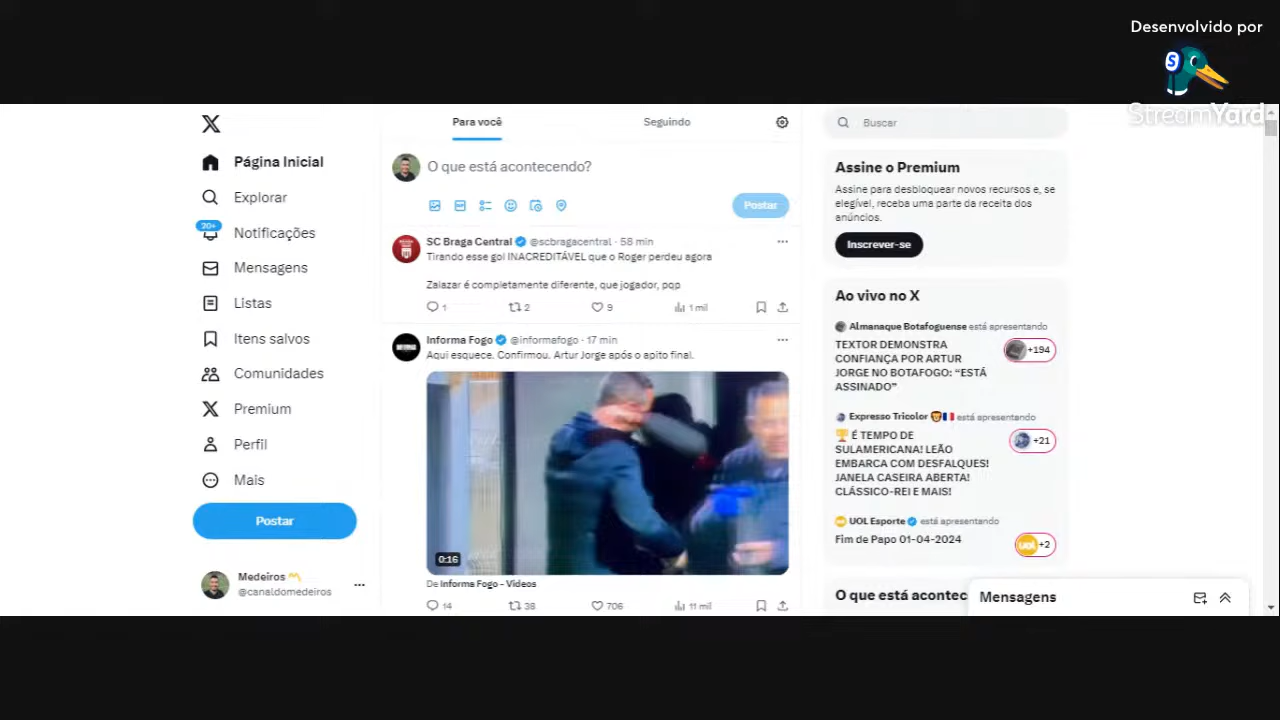 Desenvolvido por
StreamYard
Página Inicial
Explorar
20+
Notificações
Mensagens
Listas
Itens salvos
Comunidades
Premium
Perfil
Mais
Postar
Medeiros
@canaldomedeiros
Para você
Seguindo
O que está acontecendo?
Postar
SC Braga Central @scbragacentral · 58 min
Tirando esse gol INACREDITÁVEL que o Roger perdeu agora
Zalazar é completamente diferente, que jogador, pqp
1 2 9 1 mil
Informa Fogo @informafogo · 17 min
Aqui esquece. Confirmou. Artur Jorge após o apito final.
0:16
De Informa Fogo - Vídeos
14 38 706 11 mil
Buscar
Assine o Premium
Assine para desbloquear novos recursos e, se
elegível, receba uma parte da receita dos
anúncios.
Inscrever-se
Ao vivo no X
Almanaque Botafoguense está apresentando
TEXTOR DEMONSTRA
CONFIANÇA POR ARTUR
JORGE NO BOTAFOGO: “ESTÁ
ASSINADO”
+194
Expresso Tricolor está apresentando
É TEMPO DE
SULAMERICANA! LEÃO
EMBARCA COM DESFALQUES!
JANELA CASEIRA ABERTA!
CLÁSSICO-REI E MAIS!
+21
UOL Esporte está apresentando
Fim de Papo 01-04-2024
UOL +2
O que está acontec
Mensagens